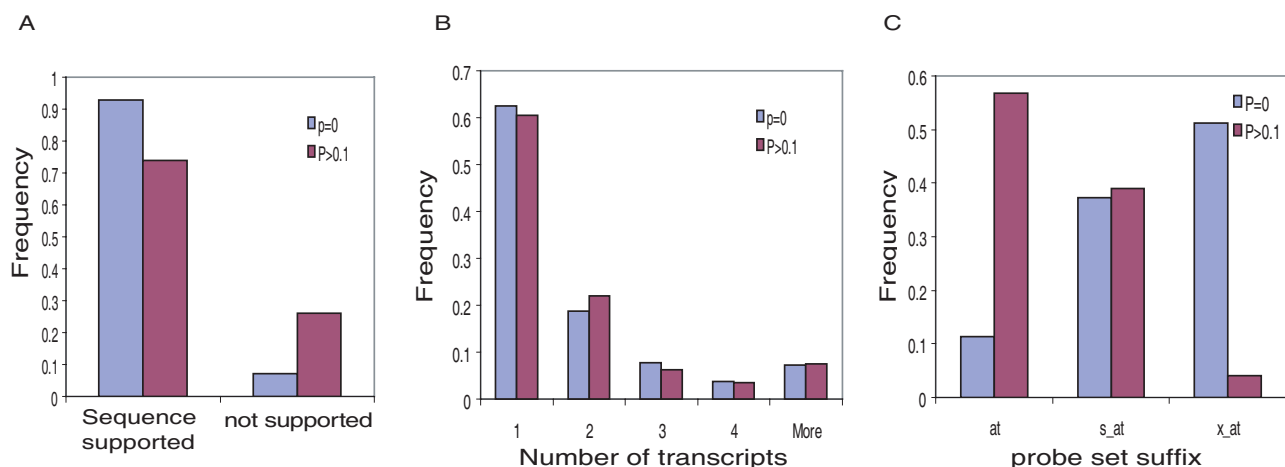 A
1
0.9
0.8
0.7
0.6
0.5
0.4
0.3
0.2
0.1
0
Frequency
p=0
P>0.1
Sequence supported
not supported
B
0.7
0.6
0.5
0.4
0.3
0.2
0.1
0
Frequency
P=0
P>0.1
1 2 3 4 More
Number of transcripts
C
0.6
0.5
0.4
0.3
0.2
0.1
0
Frequency
P=0
P>0.1
at s_at x_at
probe set suffix